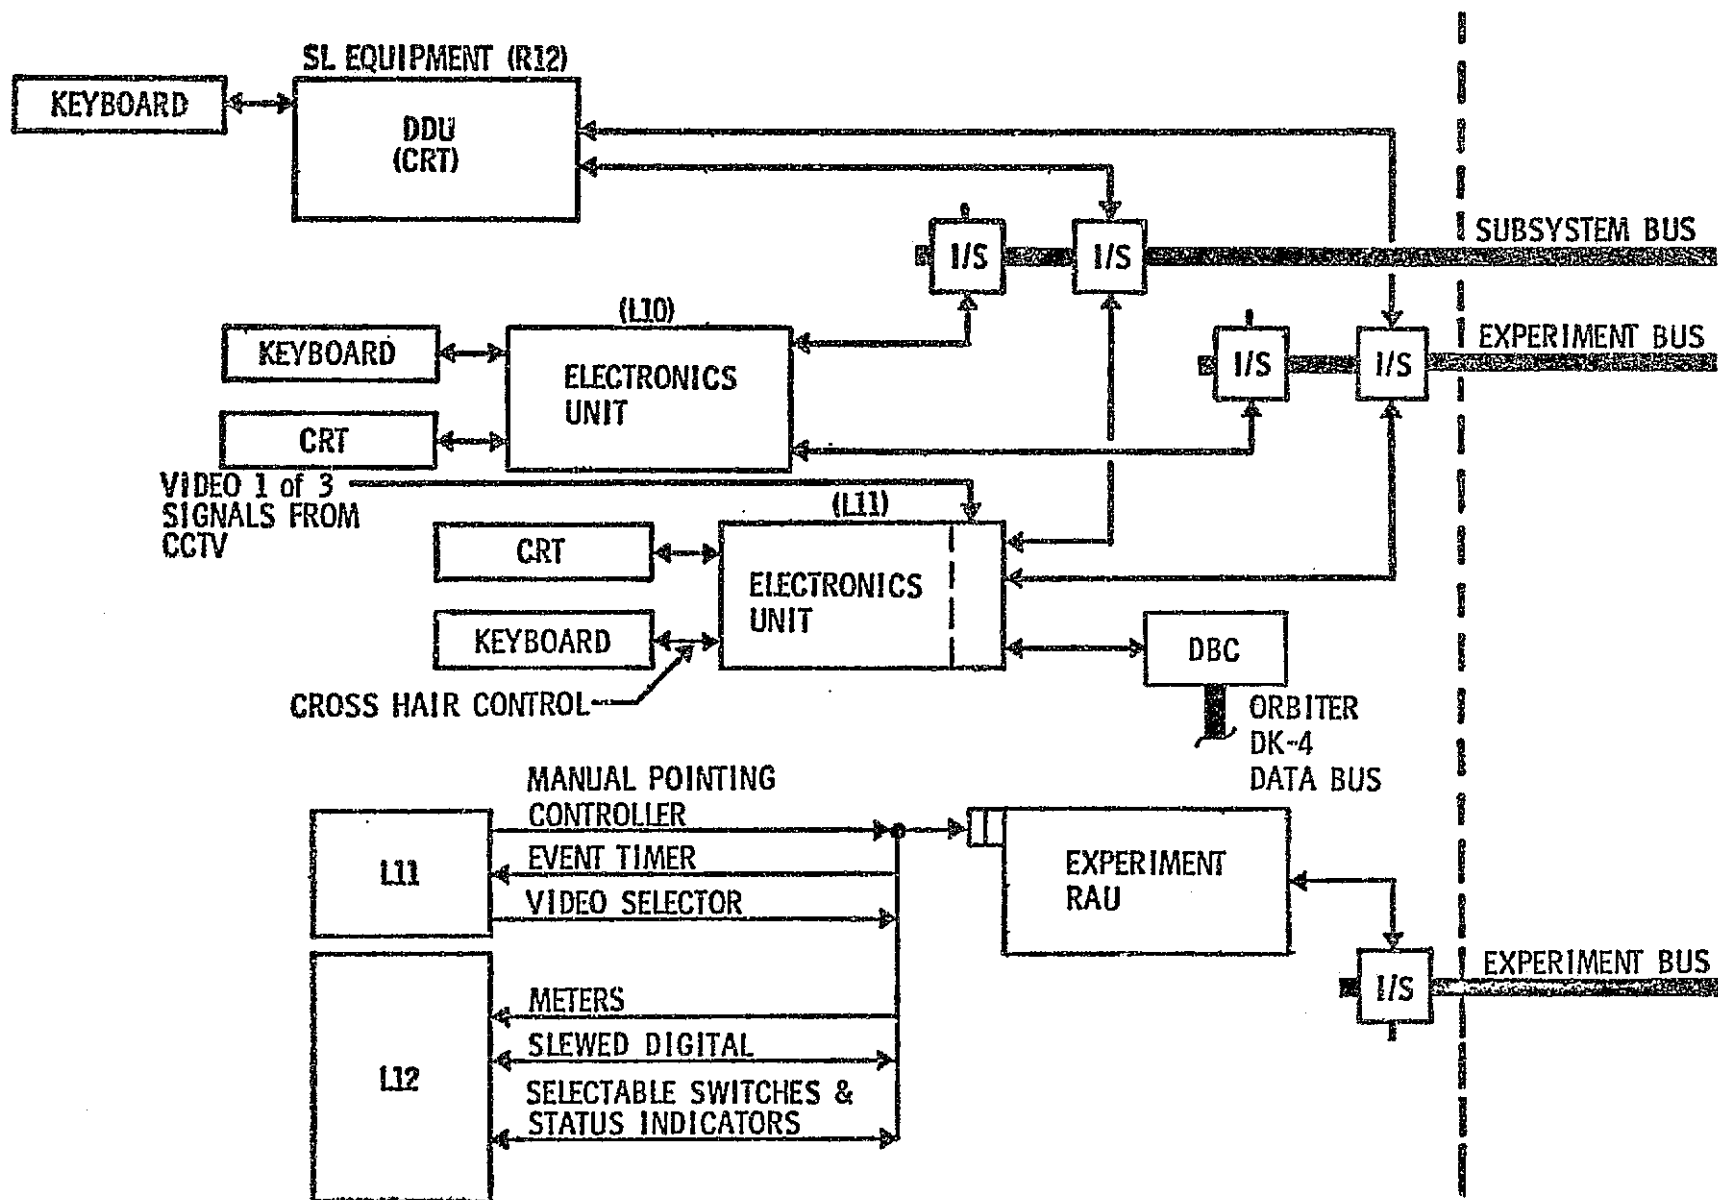 SL EQUIPMENT (R12)
KEYBOARD
DDU
(CRT)
SUBSYSTEM BUS
I/S
I/S
(L10)
KEYBOARD
ELECTRONICS
UNIT
CRT
EXPERIMENT BUS
I/S
I/S
VIDEO 1 of 3
SIGNALS FROM
CCTV
(L11)
CRT
ELECTRONICS
UNIT
KEYBOARD
CROSS HAIR CONTROL
DBC
ORBITER
DK-4
DATA BUS
MANUAL POINTING
CONTROLLER
L11
EVENT TIMER
VIDEO SELECTOR
EXPERIMENT
RAU
EXPERIMENT BUS
I/S
L12
METERS
SLEWED DIGITAL
SELECTABLE SWITCHES &
STATUS INDICATORS